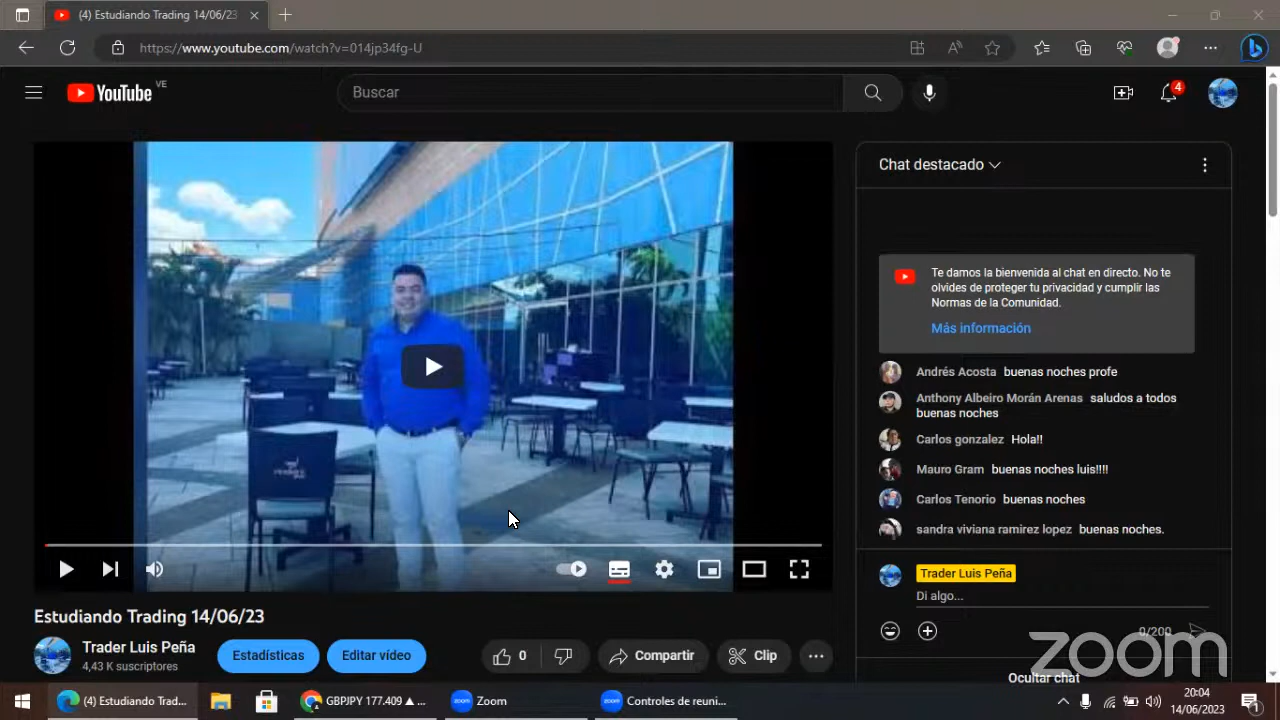 (4) Estudiando Trading 14/06/23
https://www.youtube.com/watch?v=014jp34fg-U
YouTube VE
Buscar
4
Chat destacado
Te damos la bienvenida al chat en directo. No te
olvides de proteger tu privacidad y cumplir las
Normas de la Comunidad.
Más información
Andrés Acosta buenas noches profe
Anthony Albeiro Morán Arenas saludos a todos
buenas noches
Carlos gonzalez Hola!!
Mauro Gram buenas noches luis!!!!
Carlos Tenorio buenas noches
sandra viviana ramirez lopez buenas noches.
Trader Luis Peña
Di algo...
0/200
Ocultar chat
Estudiando Trading 14/06/23
Trader Luis Peña
4,43 K suscriptores
Estadísticas
Editar vídeo
0
Compartir
Clip
zoom
(4) Estudiando Trad...
GBPJPY 177.409 ▲ ...
Zoom
Controles de reuni...
20:04
14/06/2023
1